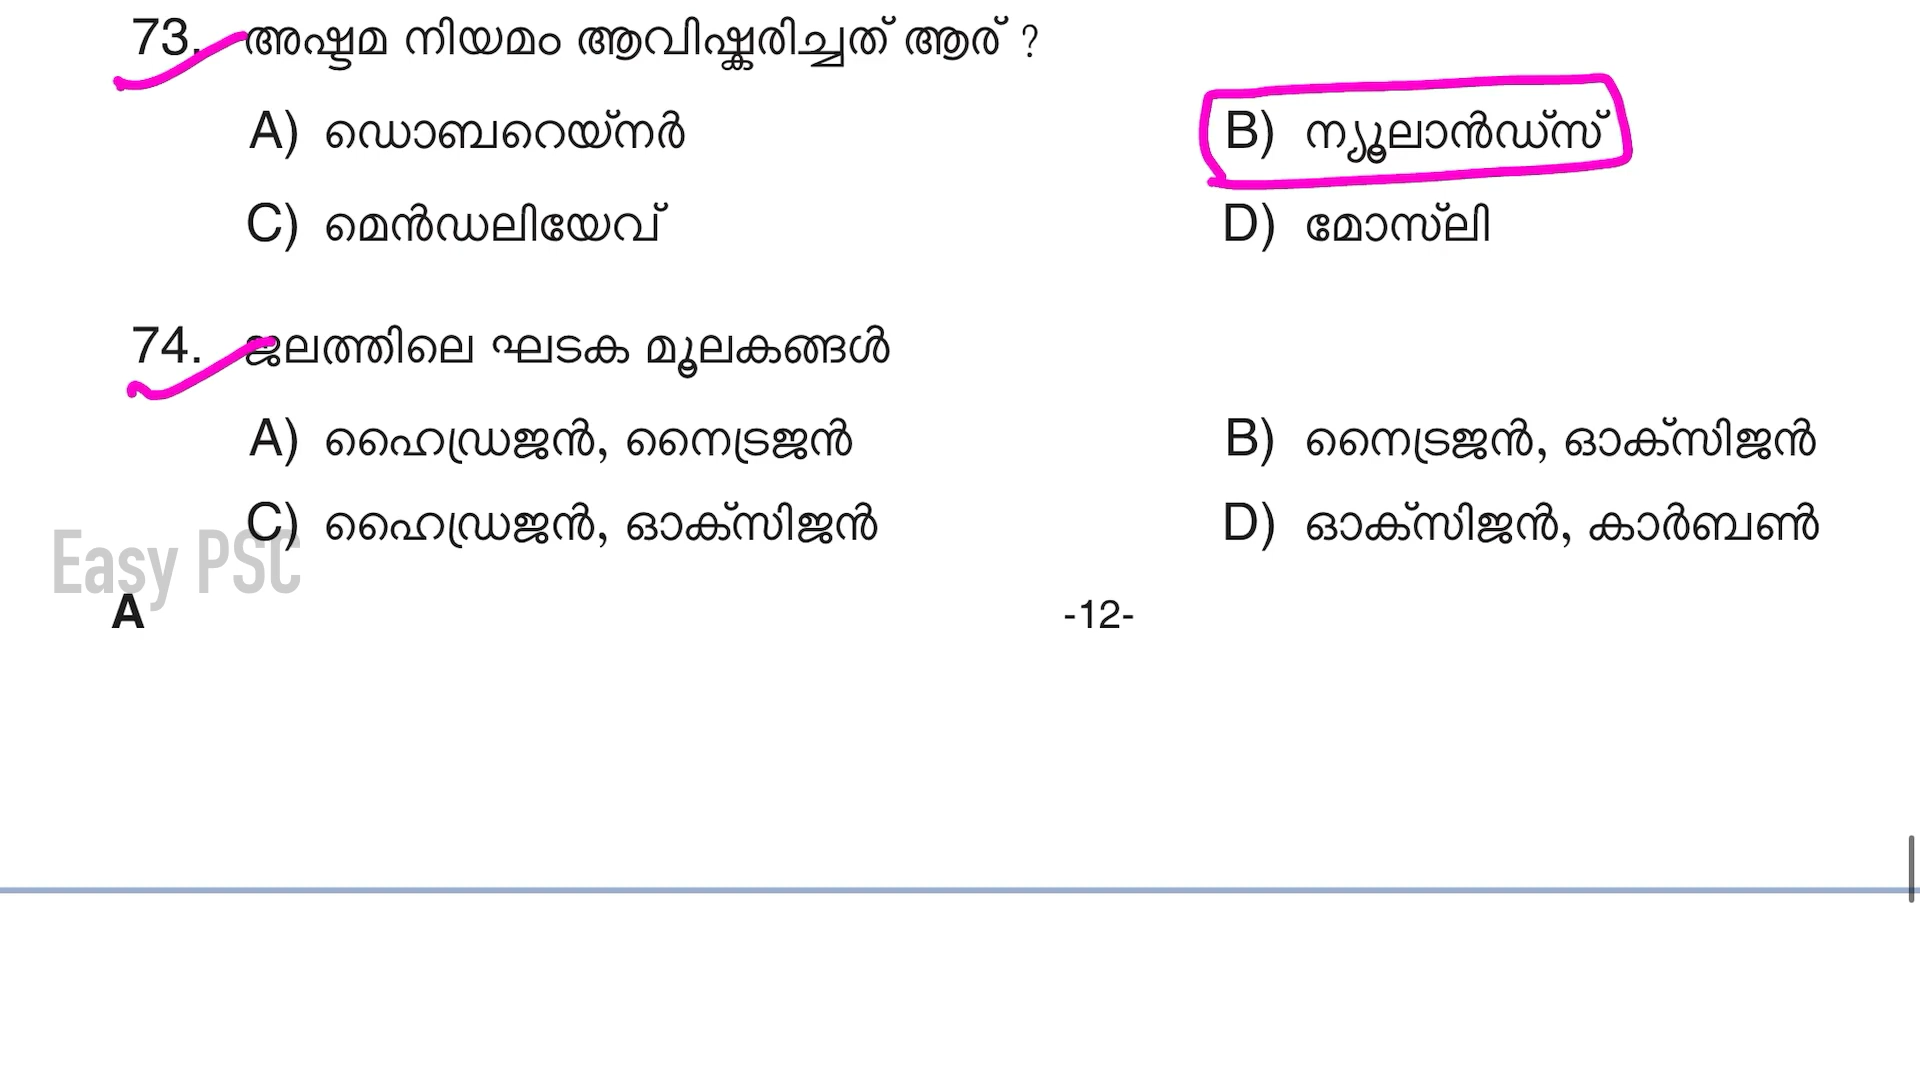 73. അഷ്ടമ നിയമം ആവിഷ്കരിച്ചത് ആര് ?
A) ഡൊബറെയ്നർ
B) ന്യൂലാൻഡ്സ്
C) മെൻഡലിയേവ്
D) മോസ്‌ലി
74. ജലത്തിലെ ഘടക മൂലകങ്ങൾ
A) ഹൈഡ്രജൻ, നൈട്രജൻ
B) നൈട്രജൻ, ഓക്സിജൻ
C) ഹൈഡ്രജൻ, ഓക്സിജൻ
D) ഓക്സിജൻ, കാർബൺ
Easy PSC
A
-12-